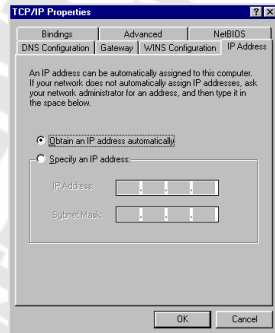 TCP/IP Properties
Bindings Advanced NetBIOS
DNS Configuration Gateway WINS Configuration IP Address
An IP address can be automatically assigned to this computer.
If your network does not automatically assign IP addresses, ask
your network administrator for an address, and then type it in
the space below.
Obtain an IP address automatically
Specify an IP address:
IP Address:
Subnet Mask:
OK Cancel